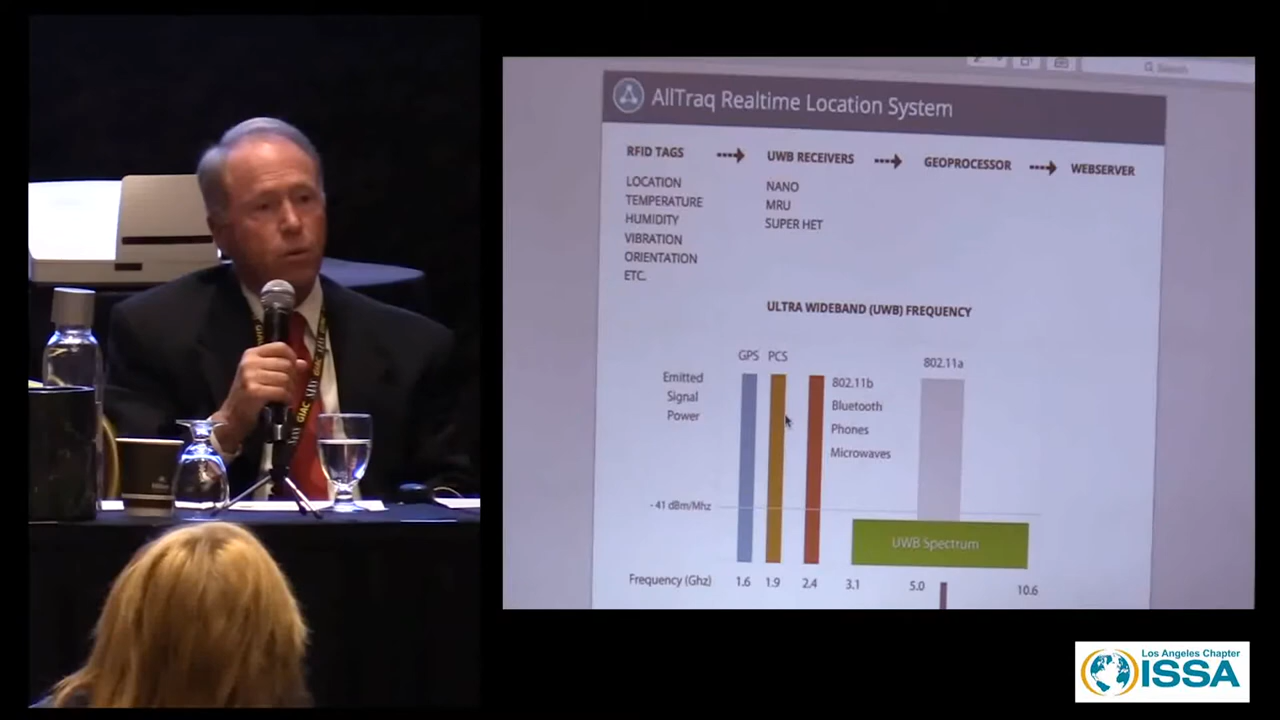 AllTraq Realtime Location System
RFID TAGS
UWB RECEIVERS
GEOPROCESSOR
WEBSERVER
LOCATION
TEMPERATURE
HUMIDITY
VIBRATION
ORIENTATION
ETC.
NANO
MRU
SUPER HET
ULTRA WIDEBAND (UWB) FREQUENCY
GPS PCS
802.11a
Emitted
Signal
Power
802.11b
Bluetooth
Phones
Microwaves
- 41 dBm/Mhz
UWB Spectrum
Frequency (Ghz) 1.6 1.9 2.4 3.1 5.0 10.6
Search
GIAC
Los Angeles Chapter
ISSA